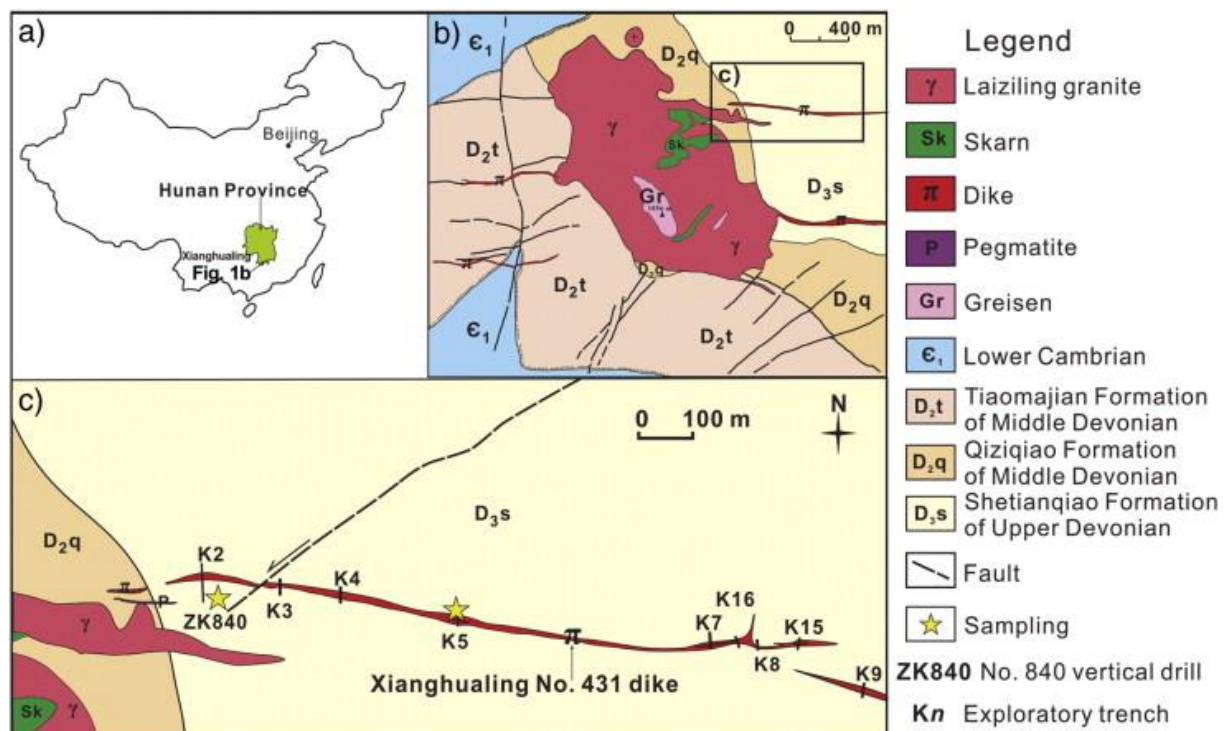 a)
Beijing
Hunan Province
Xianghualing
Fig. 1b
b)
Є₁
D₂q
0 400 m
c)
π
γ
Sk
D₂t
π
D₃s
Gr
π
γ
D₂q
π
D₂t
D₂q
Є₁
D₂t
c)
0 100 m
N
D₃s
D₂q
K2
K4
π
P
ZK840
K3
K5
K16
K7
K15
K8
γ
π
K9
Xianghualing No. 431 dike
Sk
γ
Legend
γ Laiziling granite
Sk Skarn
π Dike
P Pegmatite
Gr Greisen
Є₁ Lower Cambrian
D₂t Tiaomajian Formation
of Middle Devonian
D₂q Qiziqiao Formation
of Middle Devonian
D₃s Shetianqiao Formation
of Upper Devonian
Fault
Sampling
ZK840 No. 840 vertical drill
Kn Exploratory trench